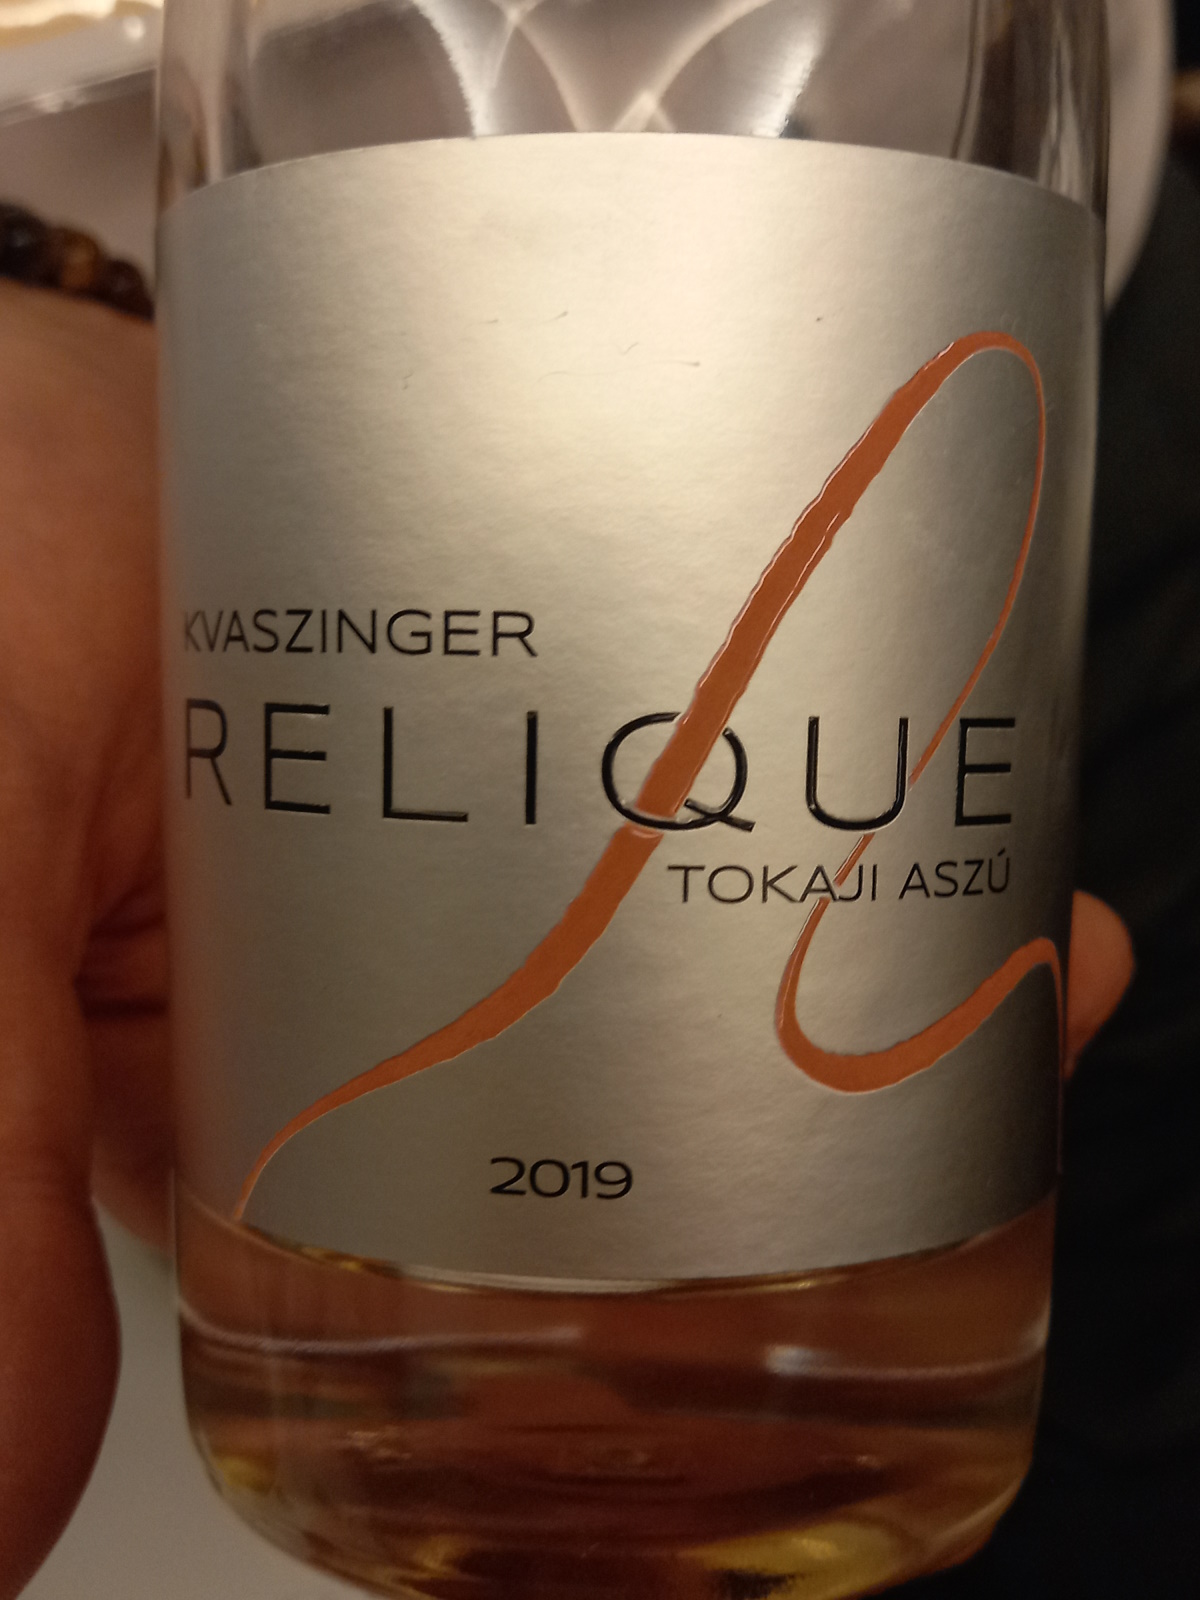 KVASZINGER
RELIQUE
TOKAJI ASZÚ
2019